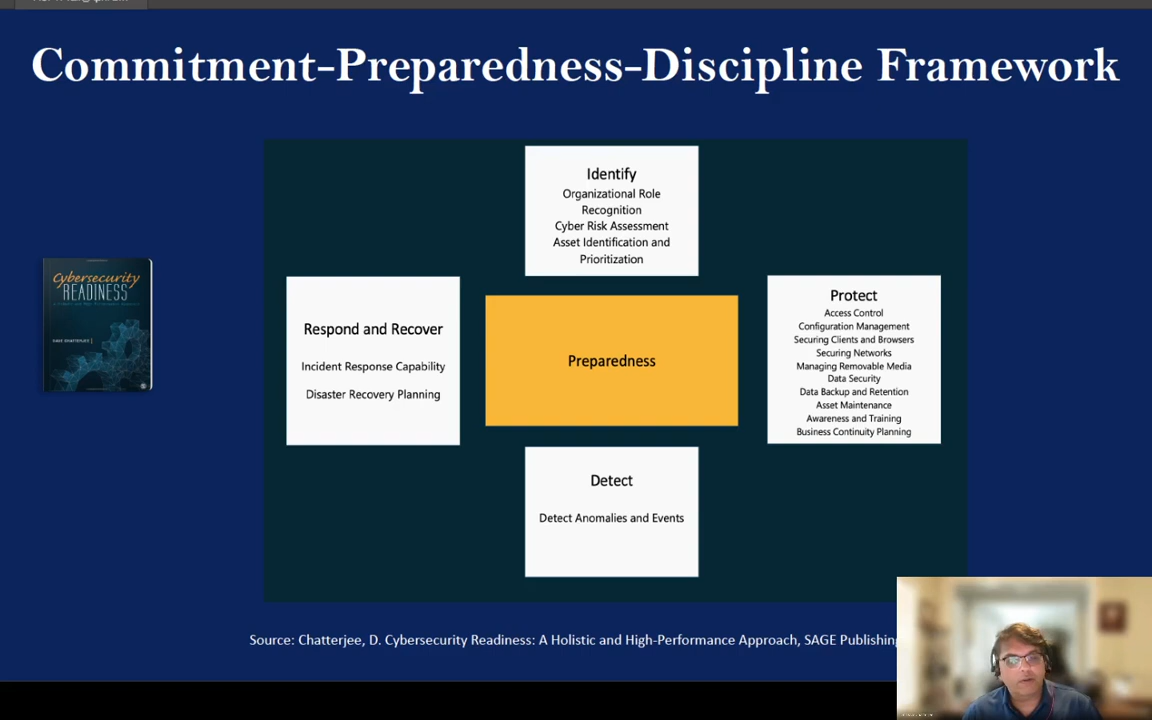 Commitment-Preparedness-Discipline Framework
Identify
Organizational Role
Recognition
Cyber Risk Assessment
Asset Identification and
Prioritization
Cybersecurity
READINESS
Respond and Recover
Incident Response Capability
Disaster Recovery Planning
Preparedness
Protect
Access Control
Configuration Management
Securing Clients and Browsers
Securing Networks
Managing Removable Media
Data Security
Data Backup and Retention
Asset Maintenance
Awareness and Training
Business Continuity Planning
Detect
Detect Anomalies and Events
Source: Chatterjee, D. Cybersecurity Readiness: A Holistic and High-Performance Approach, SAGE Publishing